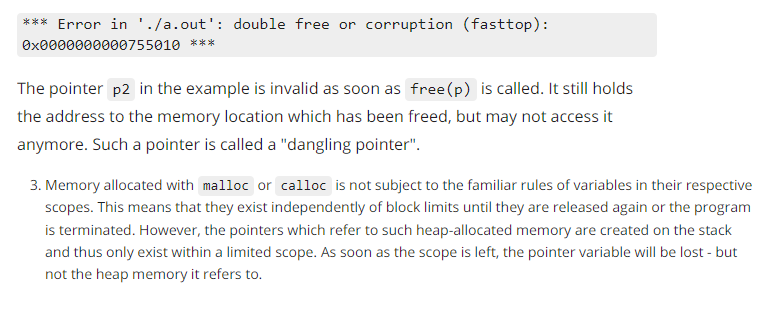 *** Error in './a.out': double free or corruption (fasttop):
0x0000000000755010 ***
The pointer p2 in the example is invalid as soon as free(p) is called. It still holds
the address to the memory location which has been freed, but may not access it
anymore. Such a pointer is called a "dangling pointer".
3. Memory allocated with malloc or calloc is not subject to the familiar rules of variables in their respective
scopes. This means that they exist independently of block limits until they are released again or the program
is terminated. However, the pointers which refer to such heap-allocated memory are created on the stack
and thus only exist within a limited scope. As soon as the scope is left, the pointer variable will be lost - but
not the heap memory it refers to.